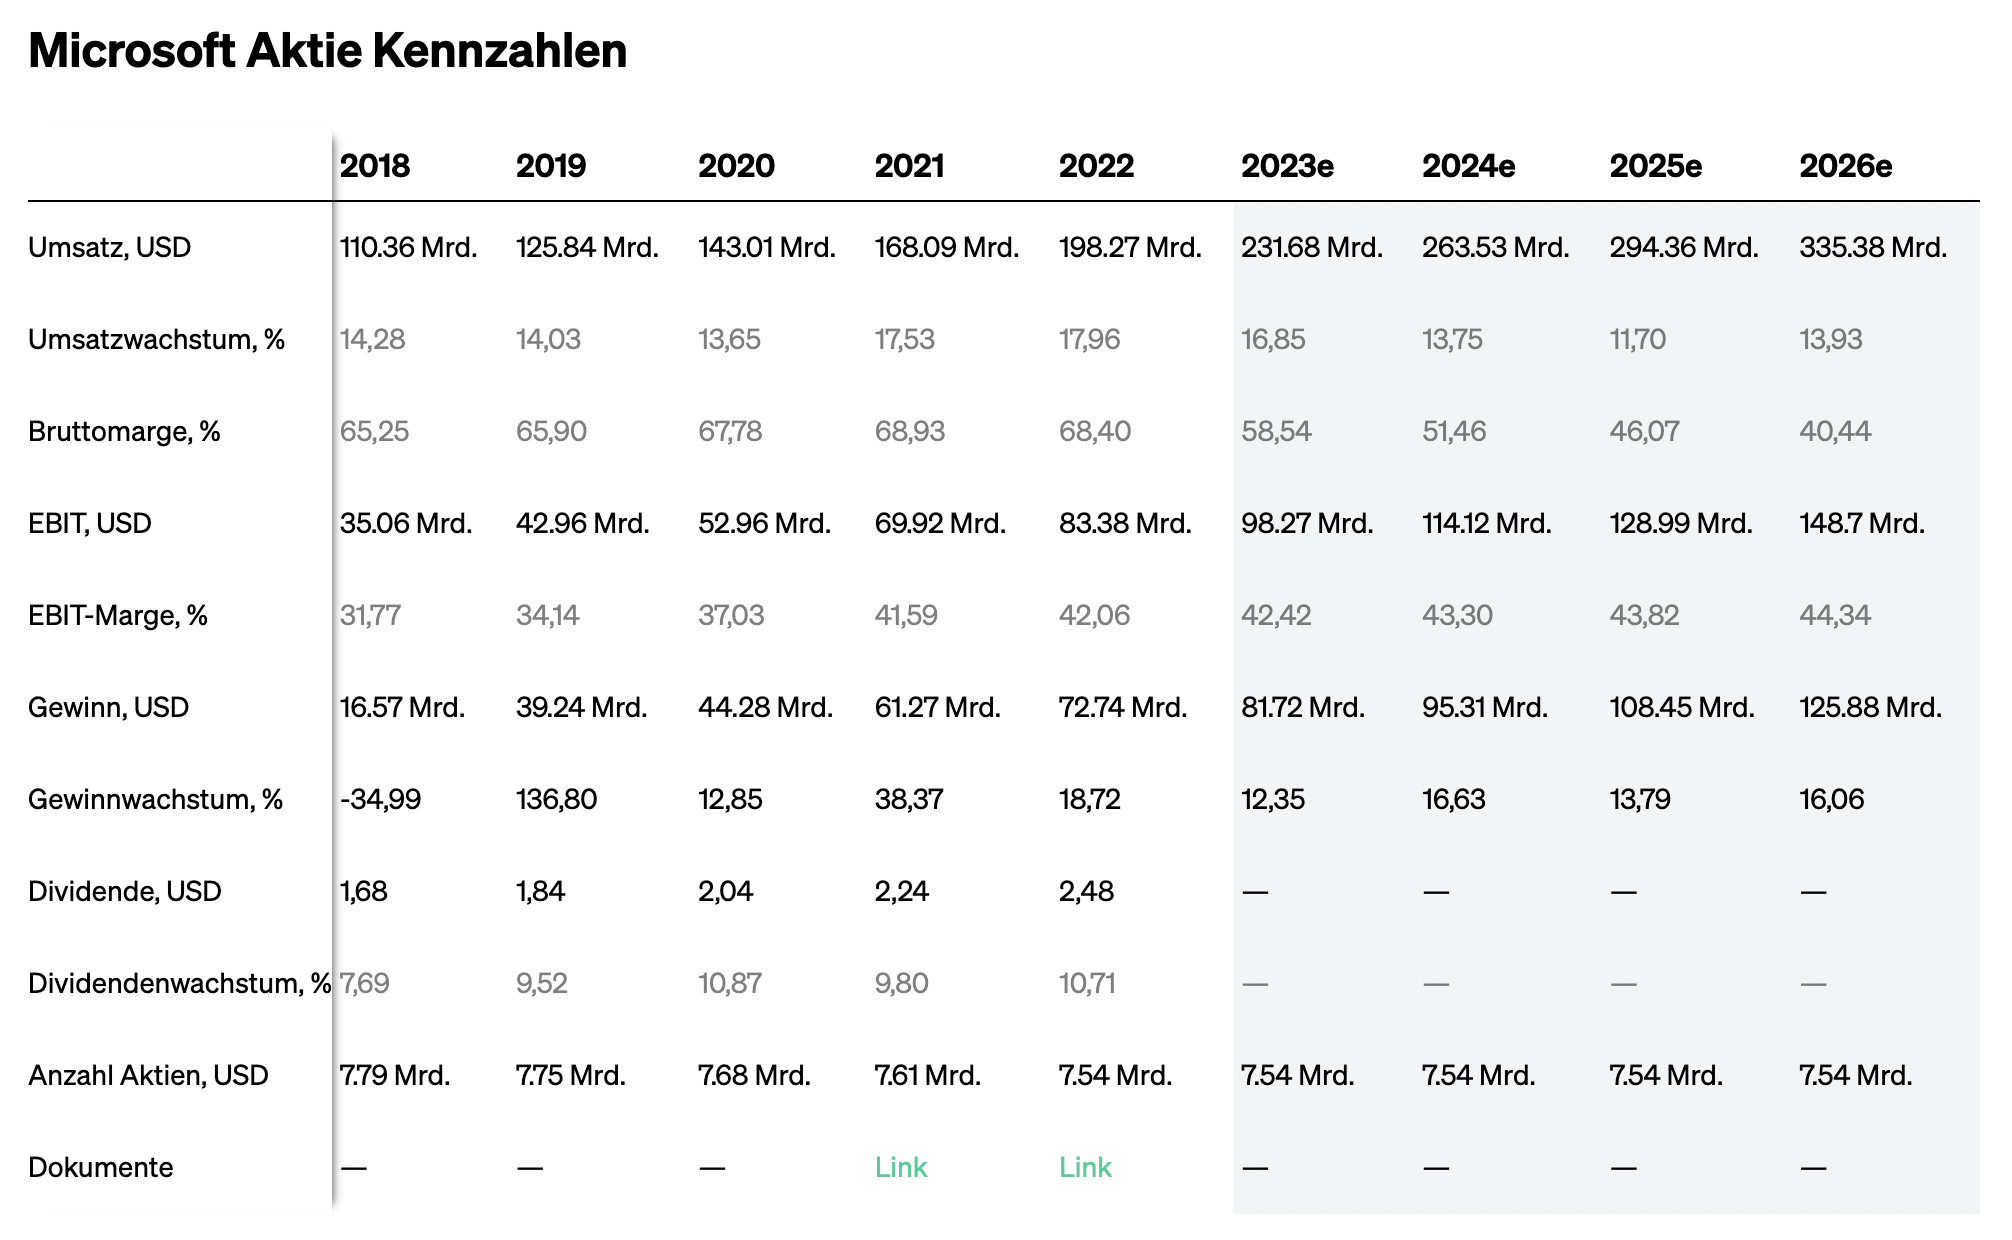 Microsoft Aktie Kennzahlen
2018 2019 2020 2021 2022 2023e 2024e 2025e 2026e
Umsatz, USD 110.36 Mrd. 125.84 Mrd. 143.01 Mrd. 168.09 Mrd. 198.27 Mrd. 231.68 Mrd. 263.53 Mrd. 294.36 Mrd. 335.38 Mrd.
Umsatzwachstum, % 14,28 14,03 13,65 17,53 17,96 16,85 13,75 11,70 13,93
Bruttomarge, % 65,25 65,90 67,78 68,93 68,40 58,54 51,46 46,07 40,44
EBIT, USD 35.06 Mrd. 42.96 Mrd. 52.96 Mrd. 69.92 Mrd. 83.38 Mrd. 98.27 Mrd. 114.12 Mrd. 128.99 Mrd. 148.7 Mrd.
EBIT-Marge, % 31,77 34,14 37,03 41,59 42,06 42,42 43,30 43,82 44,34
Gewinn, USD 16.57 Mrd. 39.24 Mrd. 44.28 Mrd. 61.27 Mrd. 72.74 Mrd. 81.72 Mrd. 95.31 Mrd. 108.45 Mrd. 125.88 Mrd.
Gewinnwachstum, % -34,99 136,80 12,85 38,37 18,72 12,35 16,63 13,79 16,06
Dividende, USD 1,68 1,84 2,04 2,24 2,48 — — — —
Dividendenwachstum, % 7,69 9,52 10,87 9,80 10,71 — — — —
Anzahl Aktien, USD 7.79 Mrd. 7.75 Mrd. 7.68 Mrd. 7.61 Mrd. 7.54 Mrd. 7.54 Mrd. 7.54 Mrd. 7.54 Mrd. 7.54 Mrd.
Dokumente — — — Link Link — — — —